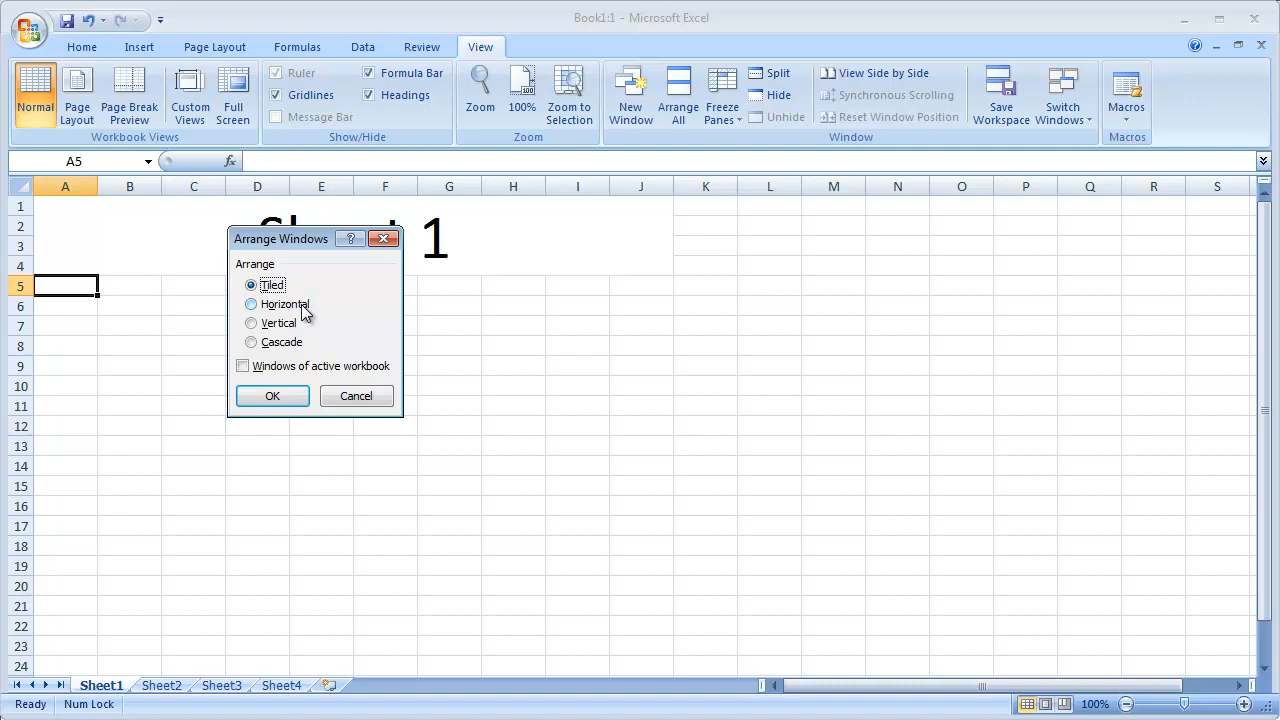 Book1:1 - Microsoft Excel
Home Insert Page Layout Formulas Data Review View
Normal
Page Layout
Page Break Preview
Custom Views
Full Screen
Workbook Views
Ruler
Formula Bar
Gridlines
Headings
Message Bar
Show/Hide
Zoom
100%
Zoom to Selection
Zoom
New Window
Arrange All
Freeze Panes
Split
Hide
Unhide
View Side by Side
Synchronous Scrolling
Reset Window Position
Save Workspace
Switch Windows
Window
Macros
Macros
A5
fx
A B C D E F G H I J K L M N O P Q R S
1
2
3
4
5
6
7
8
9
10
11
12
13
14
15
16
17
18
19
20
21
22
23
24
1
Arrange Windows
Arrange
Tiled
Horizontal
Vertical
Cascade
Windows of active workbook
OK Cancel
Sheet1 Sheet2 Sheet3 Sheet4
Ready Num Lock 100%